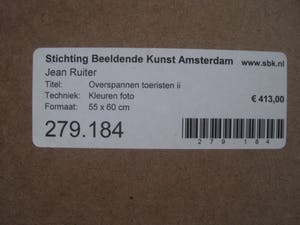 Stichting Beeldende Kunst Amsterdam www.sbk.nl
Jean Ruiter
Titel: Overspannen toeristen ii
Techniek: Kleuren foto € 413,00
Formaat: 55 x 60 cm
279.184
2 7 9 . 1 8 4